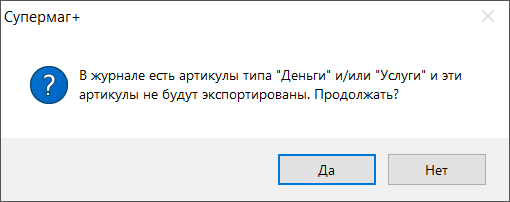 Супермаг+
В журнале есть артикулы типа "Деньги" и/или "Услуги" и эти
артикулы не будут экспортированы. Продолжать?
Да
Нет